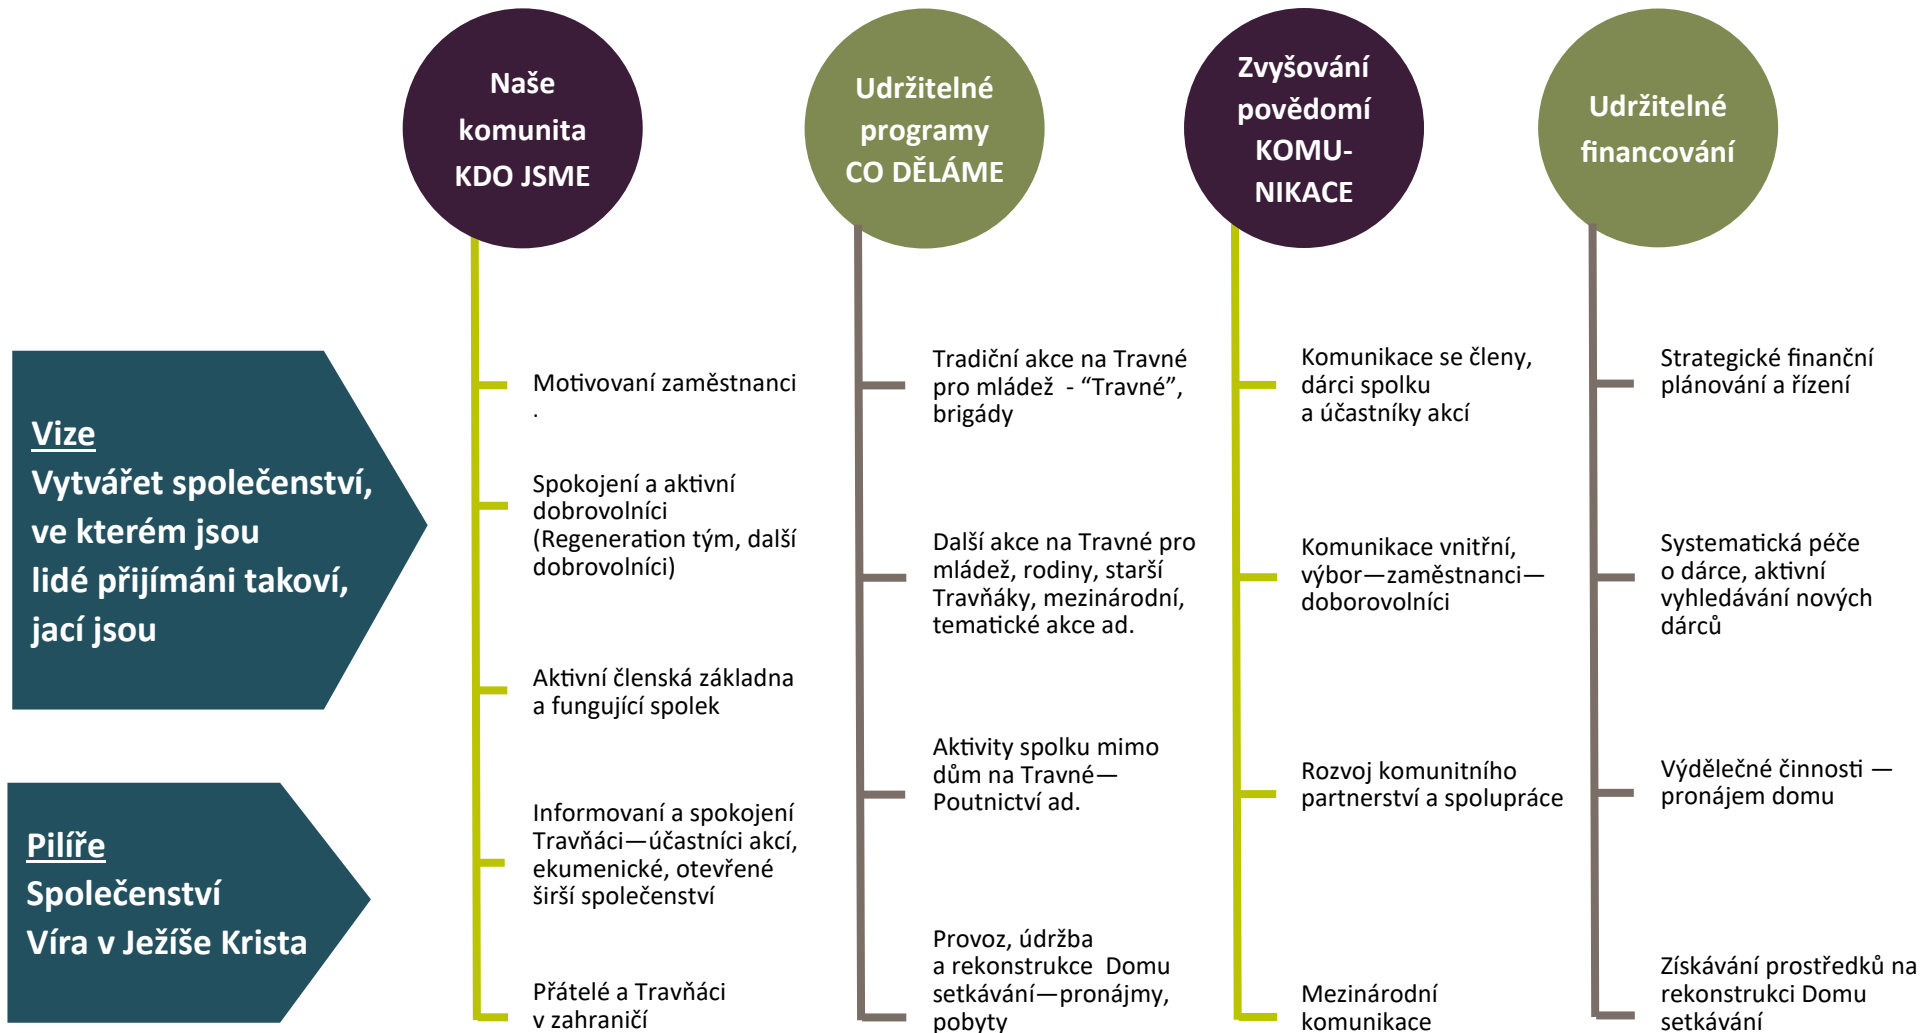 Naše
komunita
KDO JSME
Udržitelné
programy
CO DĚLÁME
Zvyšování
povědomí
KOMU-
NIKACE
Udržitelné
financování
Vize
Vytvářet společenství,
ve kterém jsou
lidé přijímáni takoví,
jací jsou
Pilíře
Společenství
Víra v Ježíše Krista
Motivovaní zaměstnanci
.
Spokojení a aktivní
dobrovolníci
(Regeneration tým, další
dobrovolníci)
Aktivní členská základna
a fungující spolek
Informovaní a spokojení
Travňáci—účastníci akcí,
ekumenické, otevřené
širší společenství
Přátelé a Travňáci
v zahraničí
Tradiční akce na Travné
pro mládež - “Travné”,
brigády
Další akce na Travné pro
mládež, rodiny, starší
Travňáky, mezinárodní,
tematické akce ad.
Aktivity spolku mimo
dům na Travné—
Poutnictví ad.
Provoz, údržba
a rekonstrukce Domu
setkávání—pronájmy,
pobyty
Komunikace se členy,
dárci spolku
a účastníky akcí
Komunikace vnitřní,
výbor—zaměstnanci—
doborovolníci
Rozvoj komunitního
partnerství a spolupráce
Mezinárodní
komunikace
Strategické finanční
plánování a řízení
Systematická péče
o dárce, aktivní
vyhledávání nových
dárců
Výdělečné činnosti —
pronájem domu
Získávání prostředků na
rekonstrukci Domu
setkávání